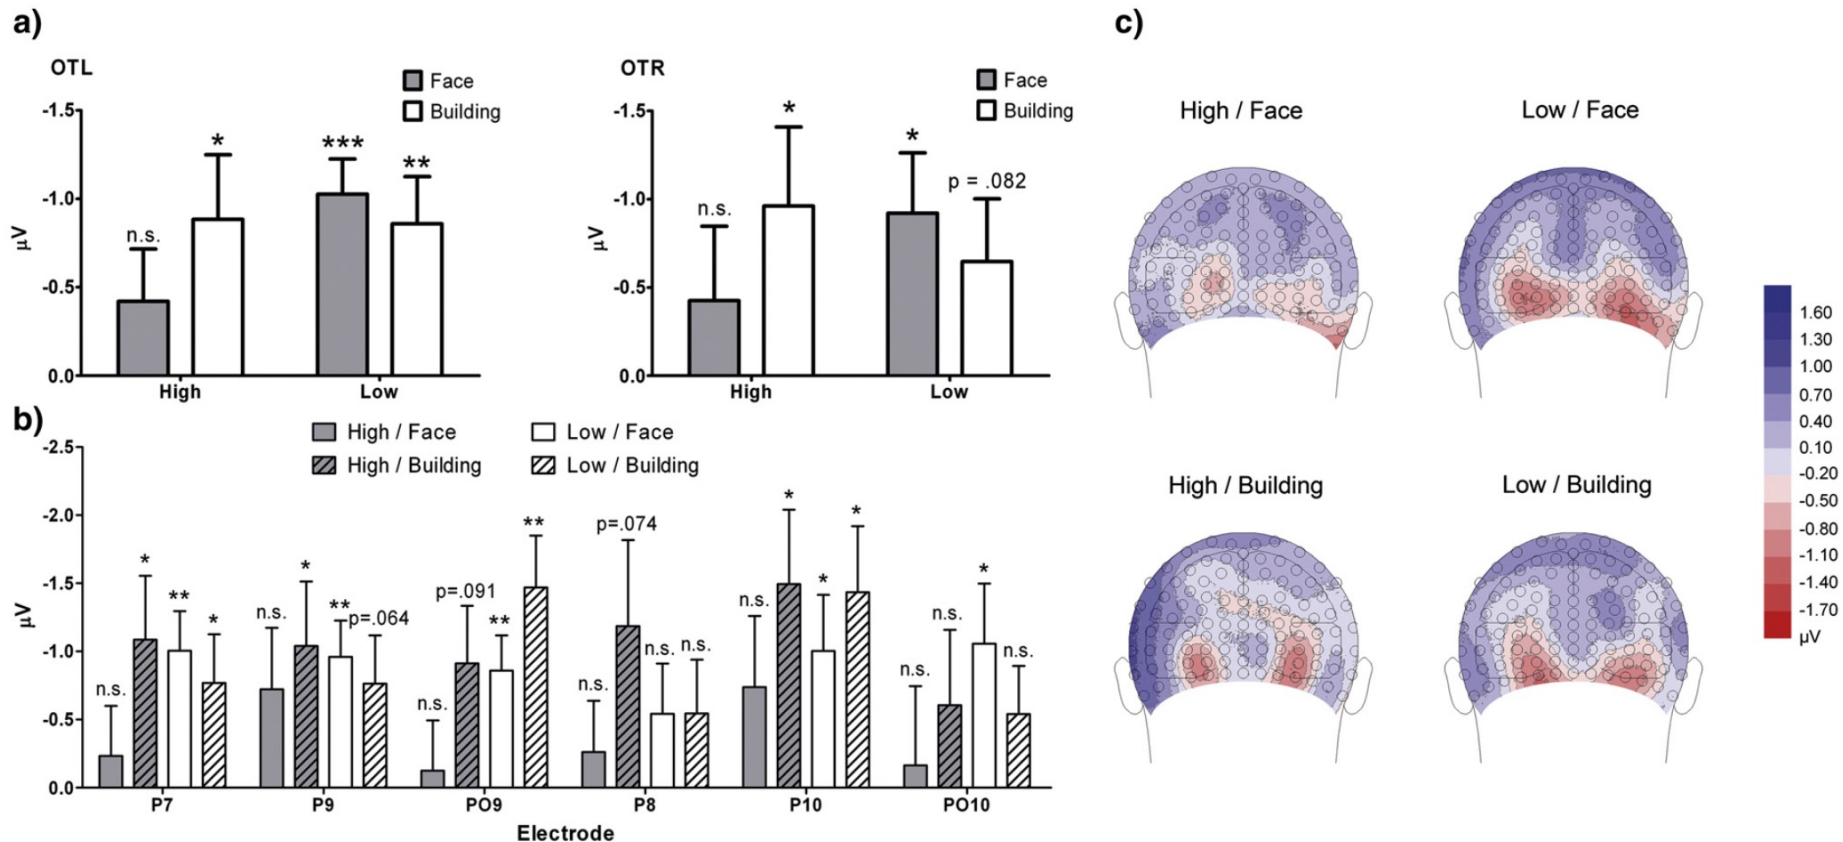 a)
OTL
Face
Building
-1.5
-1.0
-0.5
0.0
µV
n.s.
*
***
**
High
Low
OTR
Face
Building
-1.5
-1.0
-0.5
0.0
µV
n.s.
*
*
p = .082
High
Low
b)
High / Face
Low / Face
High / Building
Low / Building
-2.5
-2.0
-1.5
-1.0
-0.5
0.0
µV
n.s.
*
**
*
n.s.
*
**
p=.064
n.s.
p=.091
**
**
n.s.
p=.074
n.s.
n.s.
n.s.
*
*
*
n.s.
n.s.
*
n.s.
P7
P9
PO9
P8
P10
PO10
Electrode
c)
High / Face
Low / Face
High / Building
Low / Building
1.60
1.30
1.00
0.70
0.40
0.10
-0.20
-0.50
-0.80
-1.10
-1.40
-1.70
µV